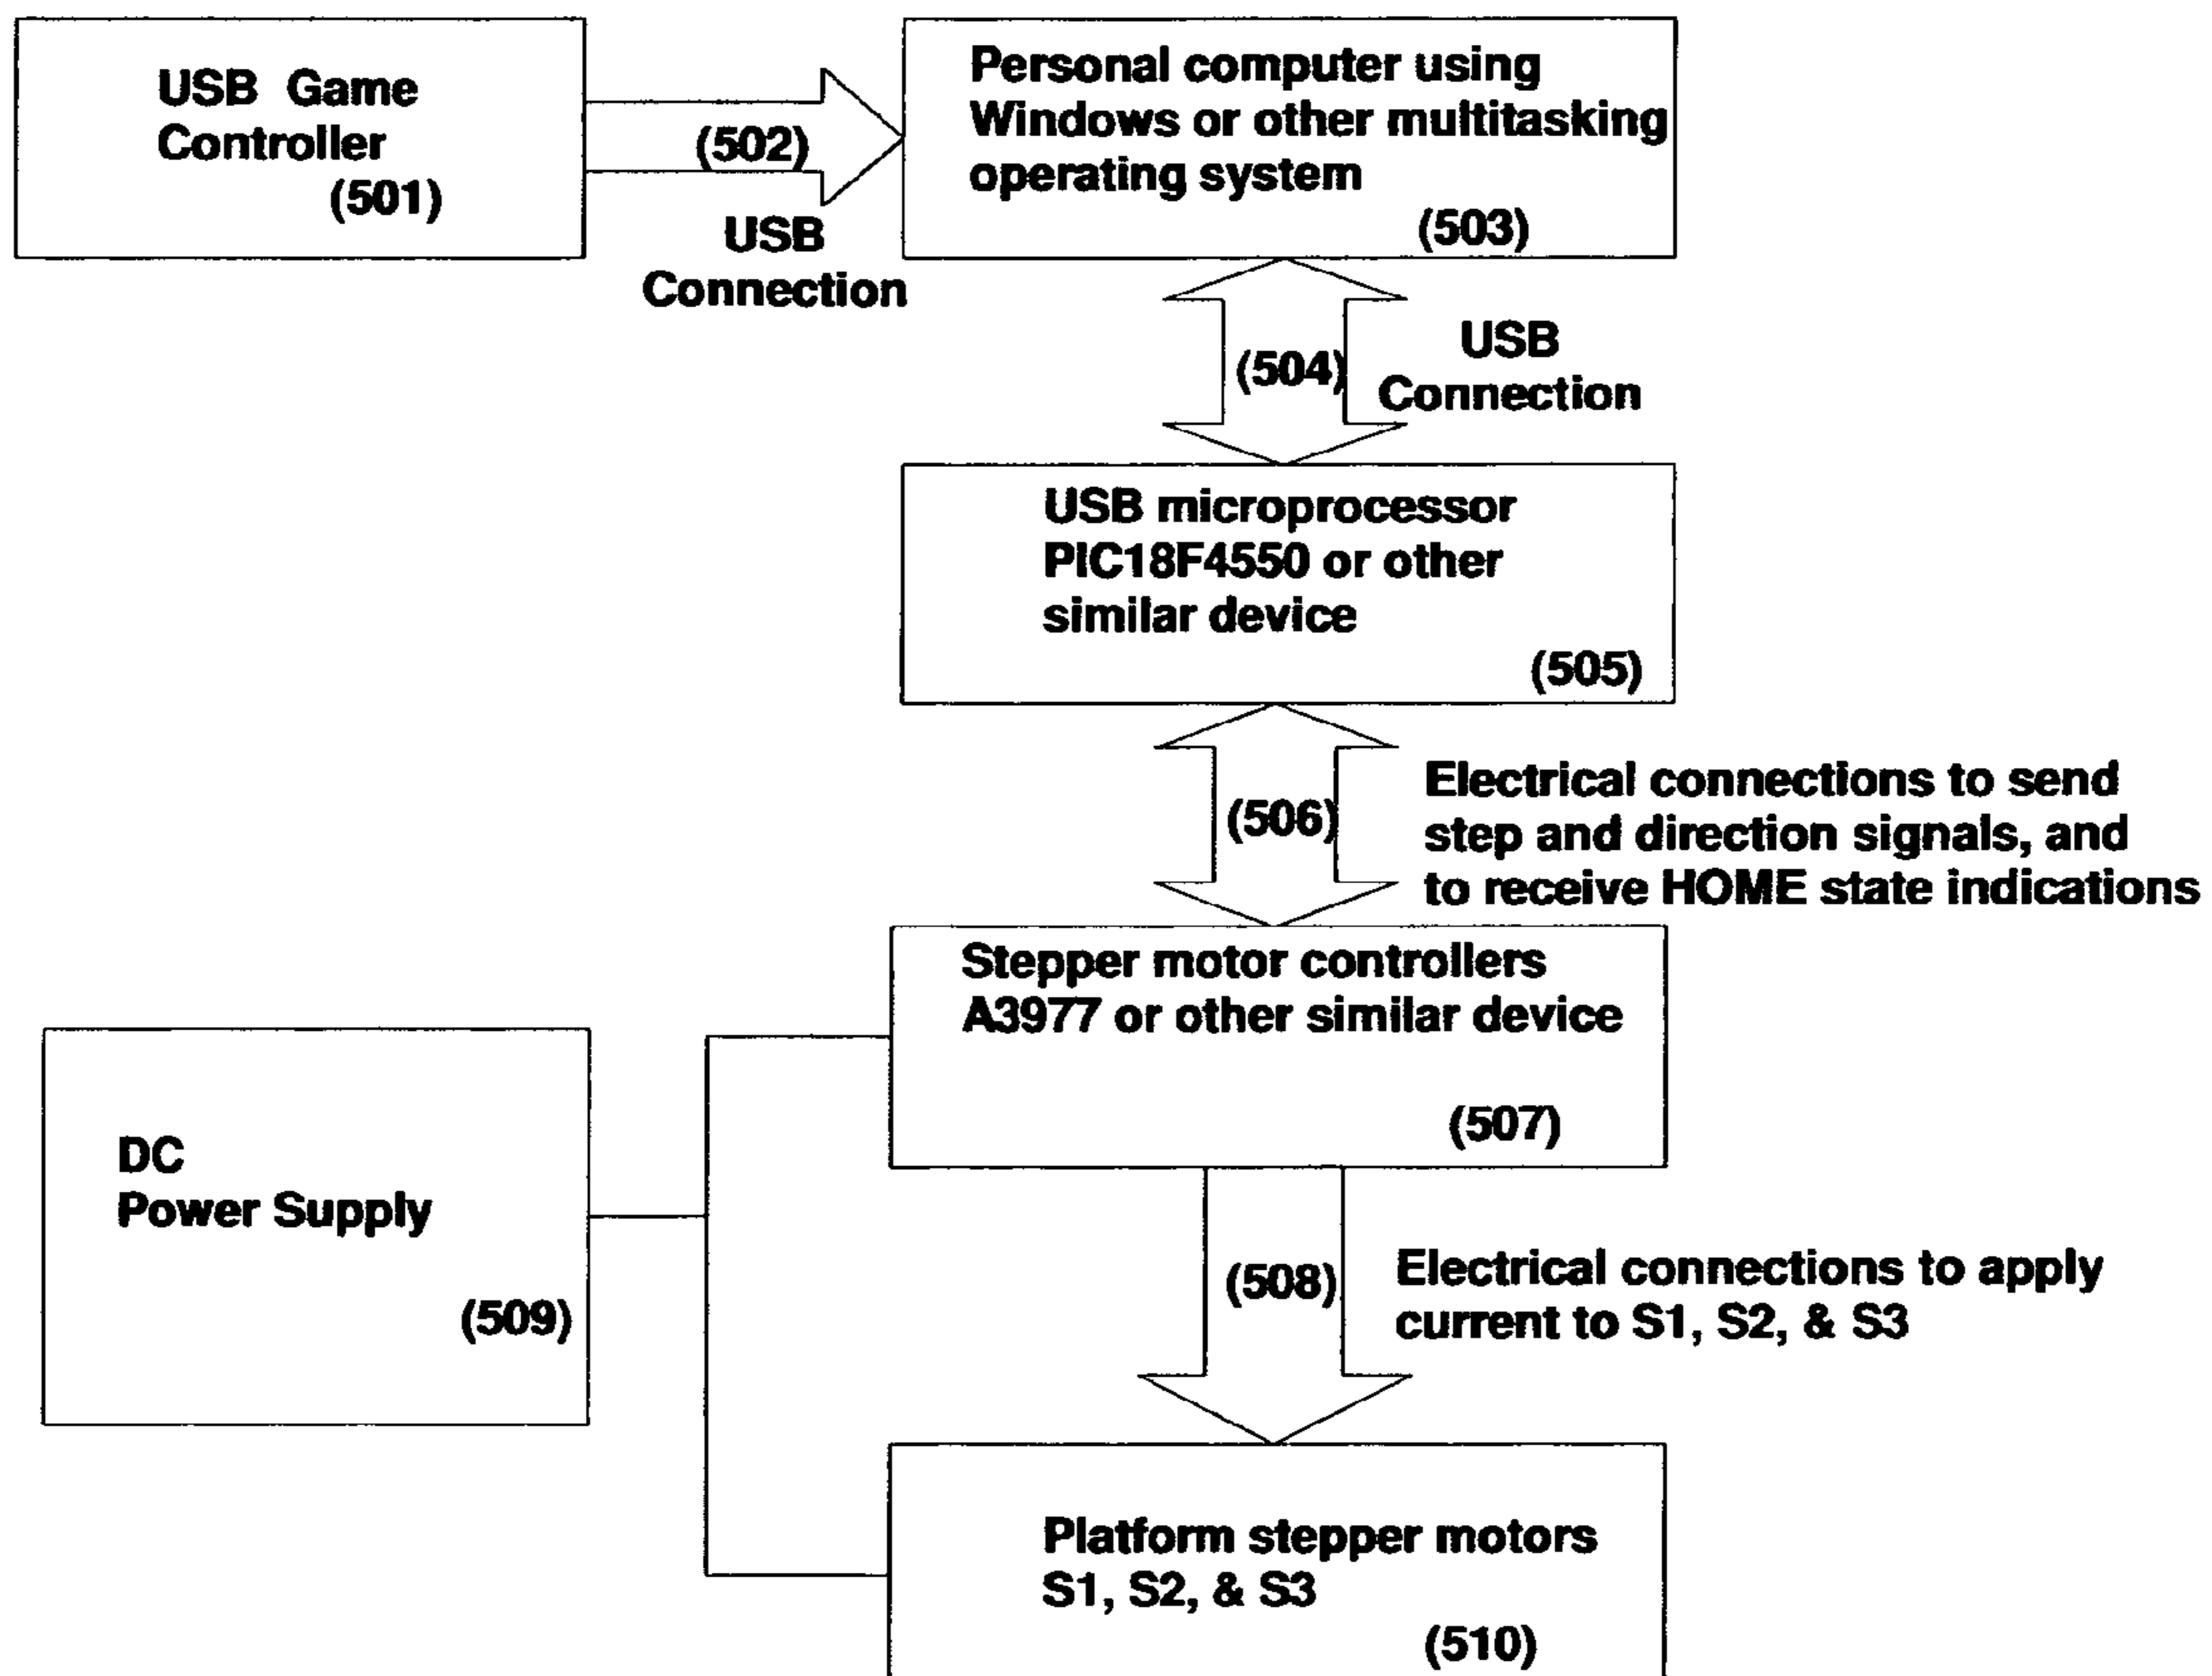 USB Game
Controller
(501)
(502)
USB
Connection
Personal computer using
Windows or other multitasking
operating system
(503)
(504)
USB
Connection
USB microprocessor
PIC18F4550 or other
similar device
(505)
(506)
Electrical connections to send
step and direction signals, and
to receive HOME state indications
Stepper motor controllers
A3977 or other similar device
(507)
DC
Power Supply
(509)
(508)
Electrical connections to apply
current to S1, S2, & S3
Platform stepper motors
S1, S2, & S3
(510)